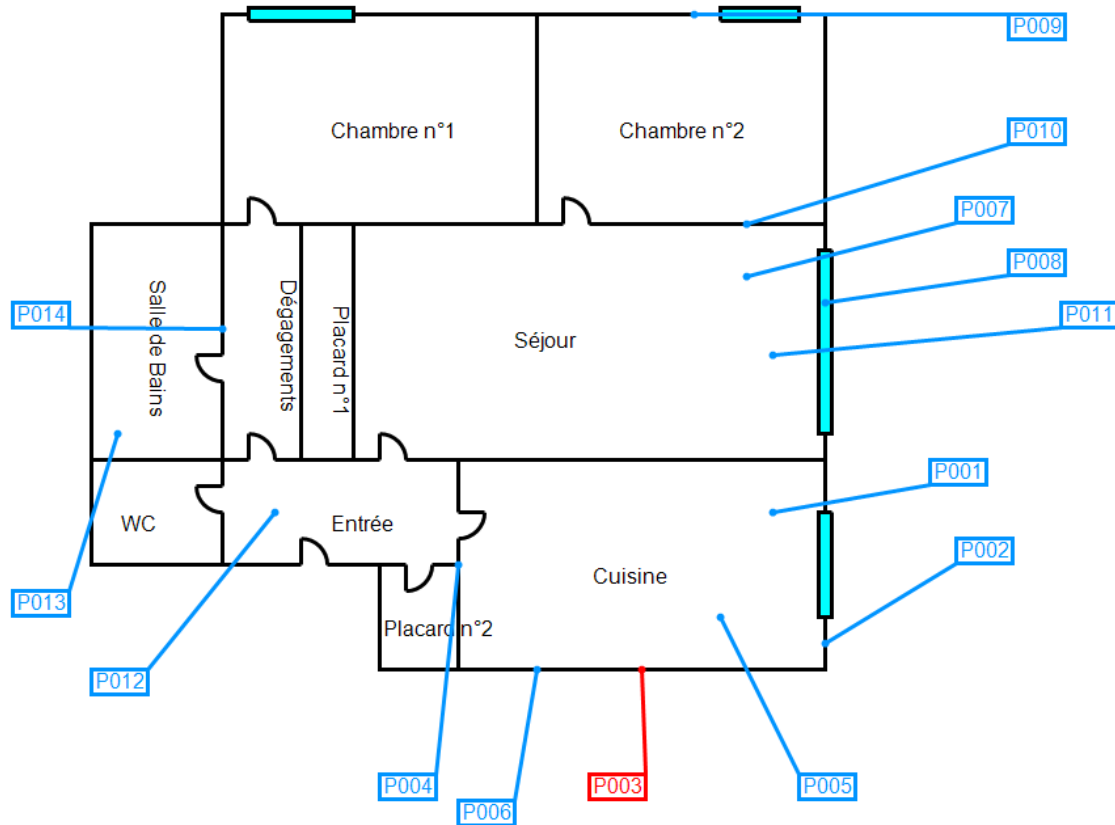 P009
Chambre n°1
Chambre n°2
P010
P007
P008
P014
Salle de Bains
Dégagements
Placard n°1
Séjour
P011
P001
WC
Entrée
P002
Cuisine
P013
Placard n°2
P012
P004
P006
P003
P005